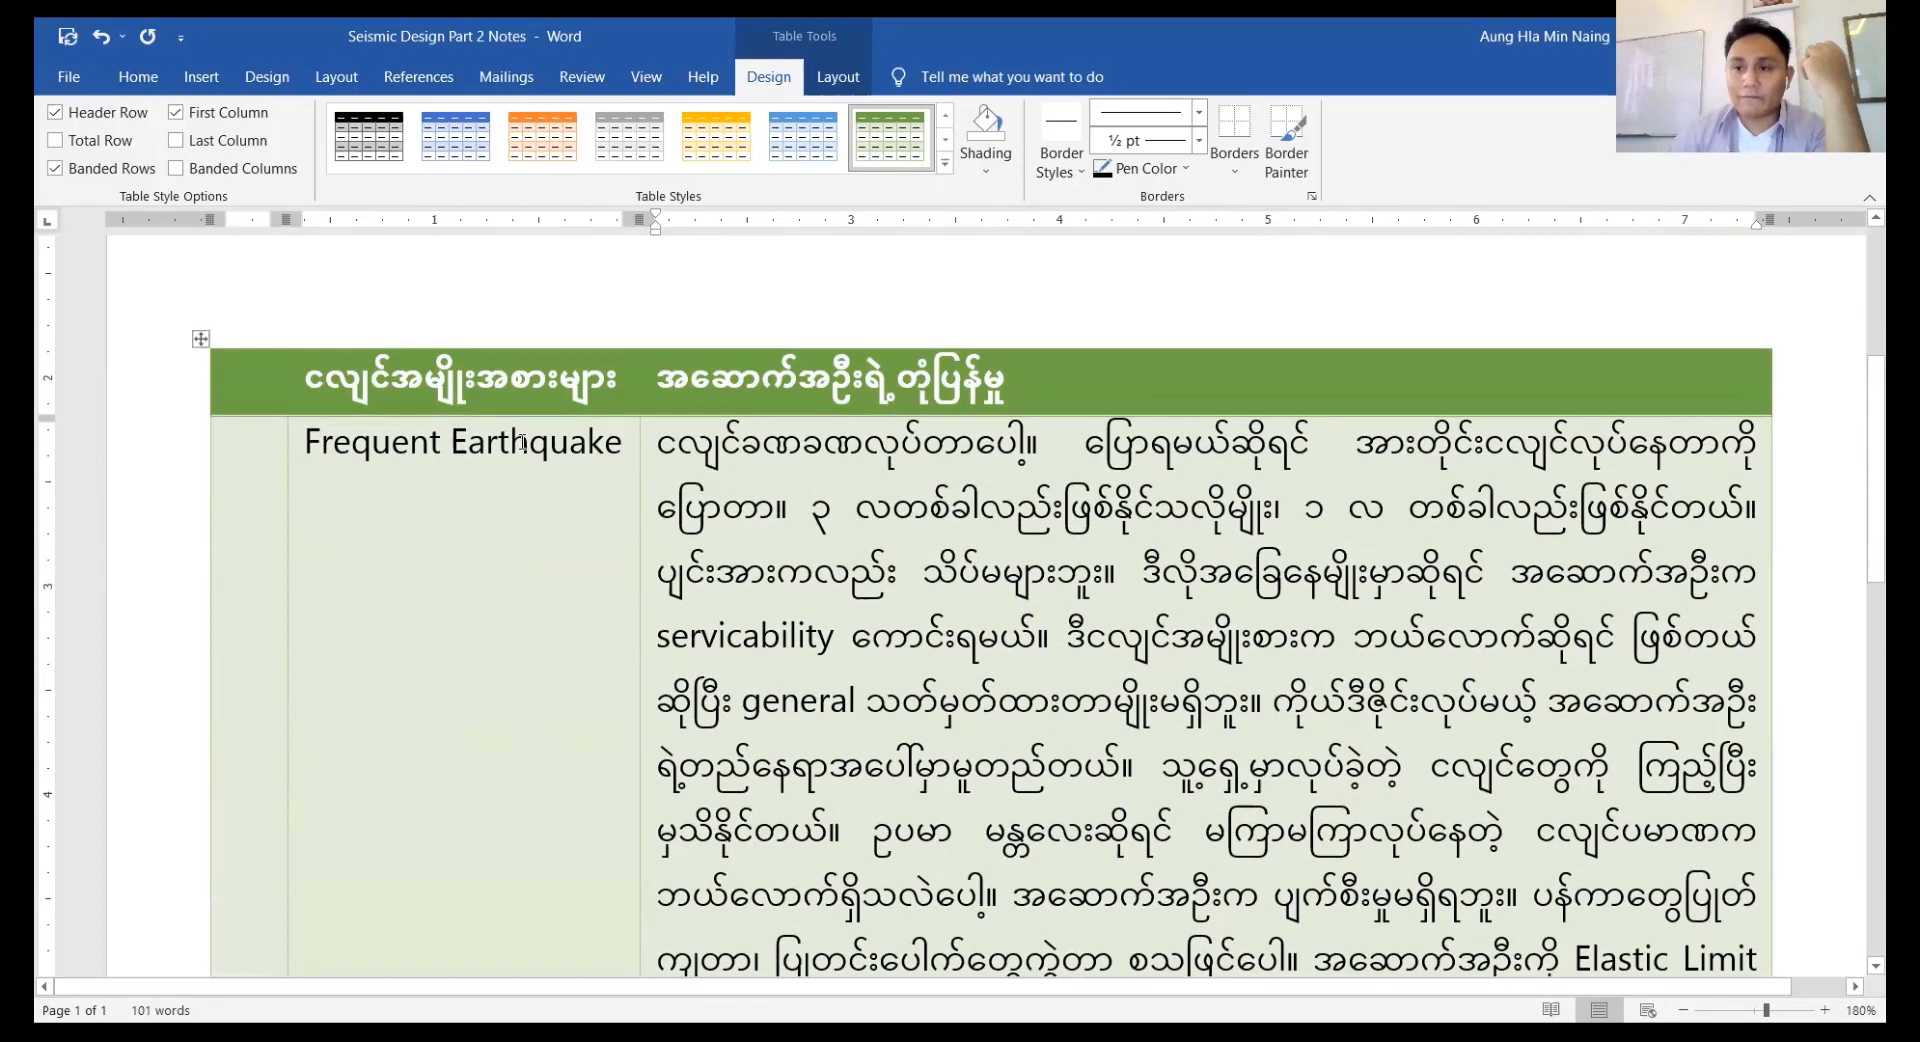 Seismic Design Part 2 Notes - Word
Table Tools
Aung Hla Min Naing
File Home Insert Design Layout References Mailings Review View Help Design Layout Tell me what you want to do
Header Row First Column
Total Row Last Column
Banded Rows Banded Columns
Table Style Options
Table Styles
Shading
Border Styles
½ pt
Pen Color
Borders
Border Painter
Borders
1 3 4 5 6 7
2
3
4
ငလျင်အမျိုးအစားများ အဆောက်အဦးရဲ့တုံ့ပြန်မှု
Frequent Earthquake
ငလျင်ခဏခဏလုပ်တာပေါ့။ ပြောရမယ်ဆိုရင် အားတိုင်းငလျင်လုပ်နေတာကို
ပြောတာ။ ၃ လတစ်ခါလည်းဖြစ်နိုင်သလိုမျိုး၊ ၁ လ တစ်ခါလည်းဖြစ်နိုင်တယ်။
ပျင်းအားကလည်း သိပ်မများဘူး။ ဒီလိုအခြေနေမျိုးမှာဆိုရင် အဆောက်အဦးက
servicability ကောင်းရမယ်။ ဒီငလျင်အမျိုးစားက ဘယ်လောက်ဆိုရင် ဖြစ်တယ်
ဆိုပြီး general သတ်မှတ်ထားတာမျိုးမရှိဘူး။ ကိုယ်ဒီဇိုင်းလုပ်မယ့် အဆောက်အဦး
ရဲ့တည်နေရာအပေါ်မှာမူတည်တယ်။ သူ့ရှေ့မှာလုပ်ခဲ့တဲ့ ငလျင်တွေကို ကြည့်ပြီး
မှသိနိုင်တယ်။ ဥပမာ မန္တလေးဆိုရင် မကြာမကြာလုပ်နေတဲ့ ငလျင်ပမာဏက
ဘယ်လောက်ရှိသလဲပေါ့။ အဆောက်အဦးက ပျက်စီးမှုမရှိရဘူး။ ပန်ကာတွေပြုတ်
ကျတာ၊ ပြုတင်းပေါက်တွေကွဲတာ စသဖြင့်ပေါ။ အဆောက်အဦးကို Elastic Limit
Page 1 of 1 101 words
180%